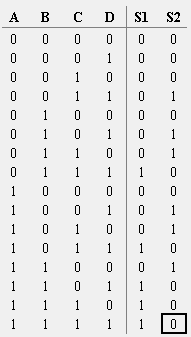 A B C D S1 S2
0 0 0 0 0 0
0 0 0 1 0 0
0 0 1 0 0 0
0 0 1 1 0 1
0 1 0 0 0 0
0 1 0 1 0 1
0 1 1 0 0 1
0 1 1 1 1 0
1 0 0 0 0 0
1 0 0 1 0 1
1 0 1 0 0 1
1 0 1 1 1 0
1 1 0 0 0 1
1 1 0 1 1 0
1 1 1 0 1 0
1 1 1 1 1 0